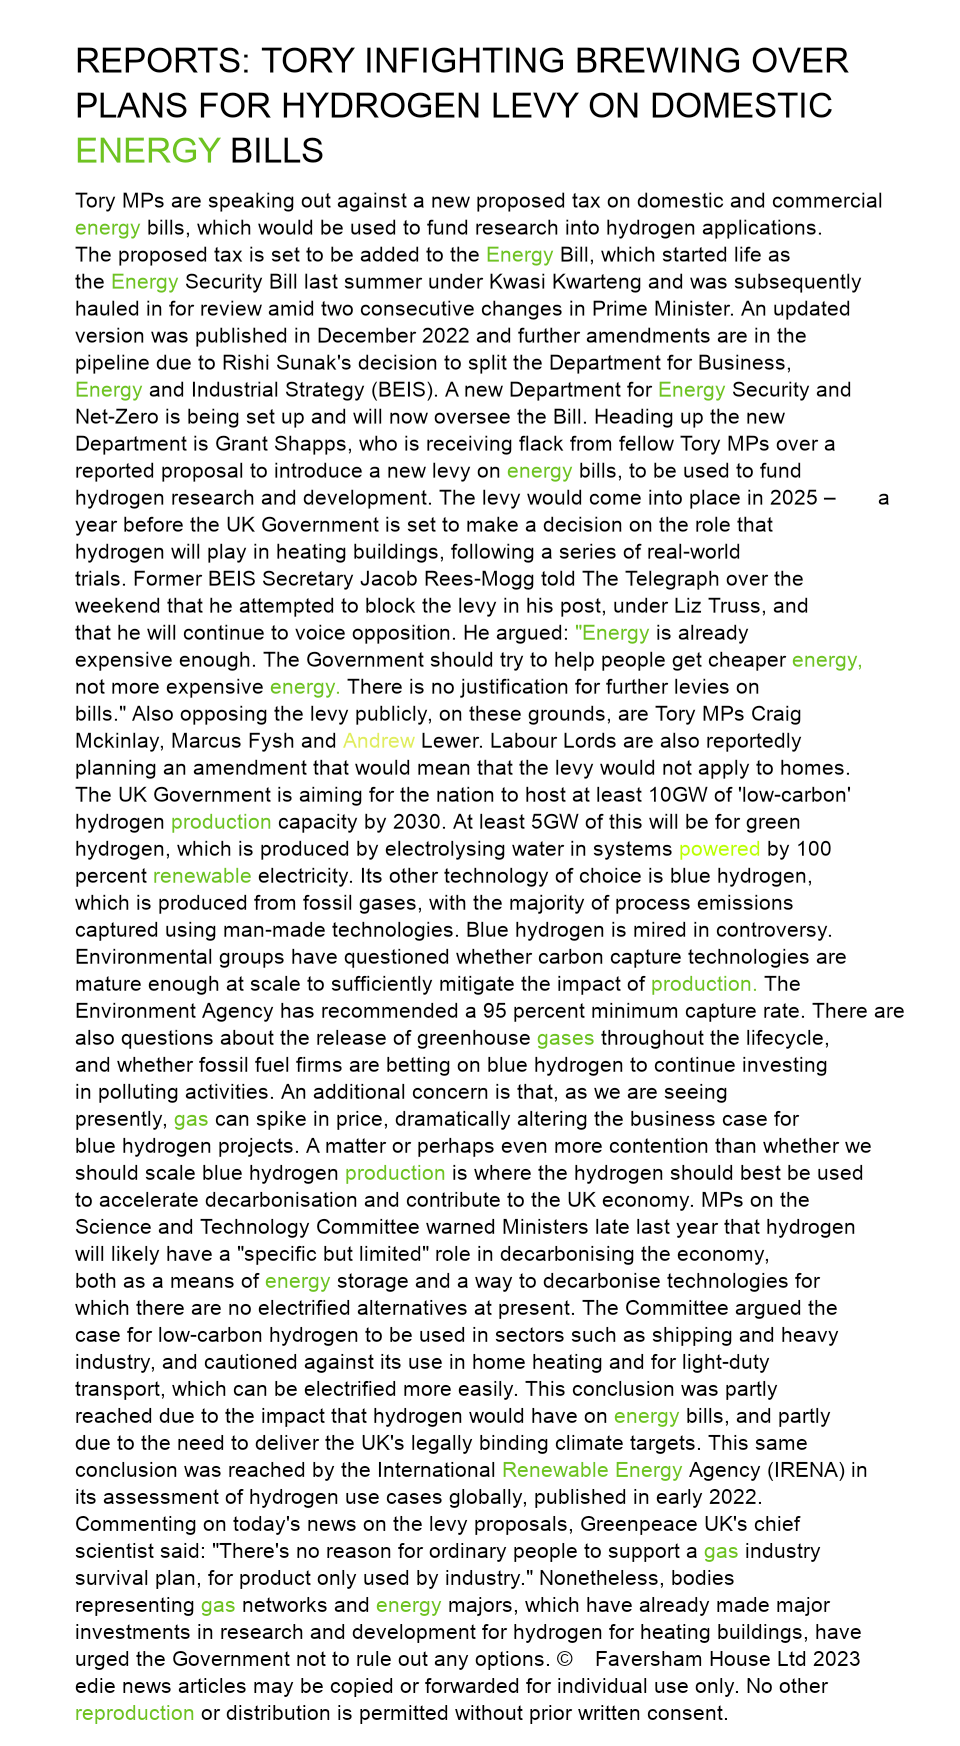 REPORTS: TORY INFIGHTING BREWING OVER
PLANS FOR HYDROGEN LEVY ON DOMESTIC
ENERGY BILLS
Tory MPs are speaking out against a new proposed tax on domestic and commercial
energy bills, which would be used to fund research into hydrogen applications.
The proposed tax is set to be added to the Energy Bill, which started life as
the Energy Security Bill last summer under Kwasi Kwarteng and was subsequently
hauled in for review amid two consecutive changes in Prime Minister. An updated
version was published in December 2022 and further amendments are in the
pipeline due to Rishi Sunak's decision to split the Department for Business,
Energy and Industrial Strategy (BEIS). A new Department for Energy Security and
Net-Zero is being set up and will now oversee the Bill. Heading up the new
Department is Grant Shapps, who is receiving flack from fellow Tory MPs over a
reported proposal to introduce a new levy on energy bills, to be used to fund
hydrogen research and development. The levy would come into place in 2025 – a
year before the UK Government is set to make a decision on the role that
hydrogen will play in heating buildings, following a series of real-world
trials. Former BEIS Secretary Jacob Rees-Mogg told The Telegraph over the
weekend that he attempted to block the levy in his post, under Liz Truss, and
that he will continue to voice opposition. He argued: "Energy is already
expensive enough. The Government should try to help people get cheaper energy,
not more expensive energy. There is no justification for further levies on
bills." Also opposing the levy publicly, on these grounds, are Tory MPs Craig
Mckinlay, Marcus Fysh and Andrew Lewer. Labour Lords are also reportedly
planning an amendment that would mean that the levy would not apply to homes.
The UK Government is aiming for the nation to host at least 10GW of 'low-carbon'
hydrogen production capacity by 2030. At least 5GW of this will be for green
hydrogen, which is produced by electrolysing water in systems powered by 100
percent renewable electricity. Its other technology of choice is blue hydrogen,
which is produced from fossil gases, with the majority of process emissions
captured using man-made technologies. Blue hydrogen is mired in controversy.
Environmental groups have questioned whether carbon capture technologies are
mature enough at scale to sufficiently mitigate the impact of production. The
Environment Agency has recommended a 95 percent minimum capture rate. There are
also questions about the release of greenhouse gases throughout the lifecycle,
and whether fossil fuel firms are betting on blue hydrogen to continue investing
in polluting activities. An additional concern is that, as we are seeing
presently, gas can spike in price, dramatically altering the business case for
blue hydrogen projects. A matter or perhaps even more contention than whether we
should scale blue hydrogen production is where the hydrogen should best be used
to accelerate decarbonisation and contribute to the UK economy. MPs on the
Science and Technology Committee warned Ministers late last year that hydrogen
will likely have a "specific but limited" role in decarbonising the economy,
both as a means of energy storage and a way to decarbonise technologies for
which there are no electrified alternatives at present. The Committee argued the
case for low-carbon hydrogen to be used in sectors such as shipping and heavy
industry, and cautioned against its use in home heating and for light-duty
transport, which can be electrified more easily. This conclusion was partly
reached due to the impact that hydrogen would have on energy bills, and partly
due to the need to deliver the UK's legally binding climate targets. This same
conclusion was reached by the International Renewable Energy Agency (IRENA) in
its assessment of hydrogen use cases globally, published in early 2022.
Commenting on today's news on the levy proposals, Greenpeace UK's chief
scientist said: "There's no reason for ordinary people to support a gas industry
survival plan, for product only used by industry." Nonetheless, bodies
representing gas networks and energy majors, which have already made major
investments in research and development for hydrogen for heating buildings, have
urged the Government not to rule out any options. © Faversham House Ltd 2023
edie news articles may be copied or forwarded for individual use only. No other
reproduction or distribution is permitted without prior written consent.